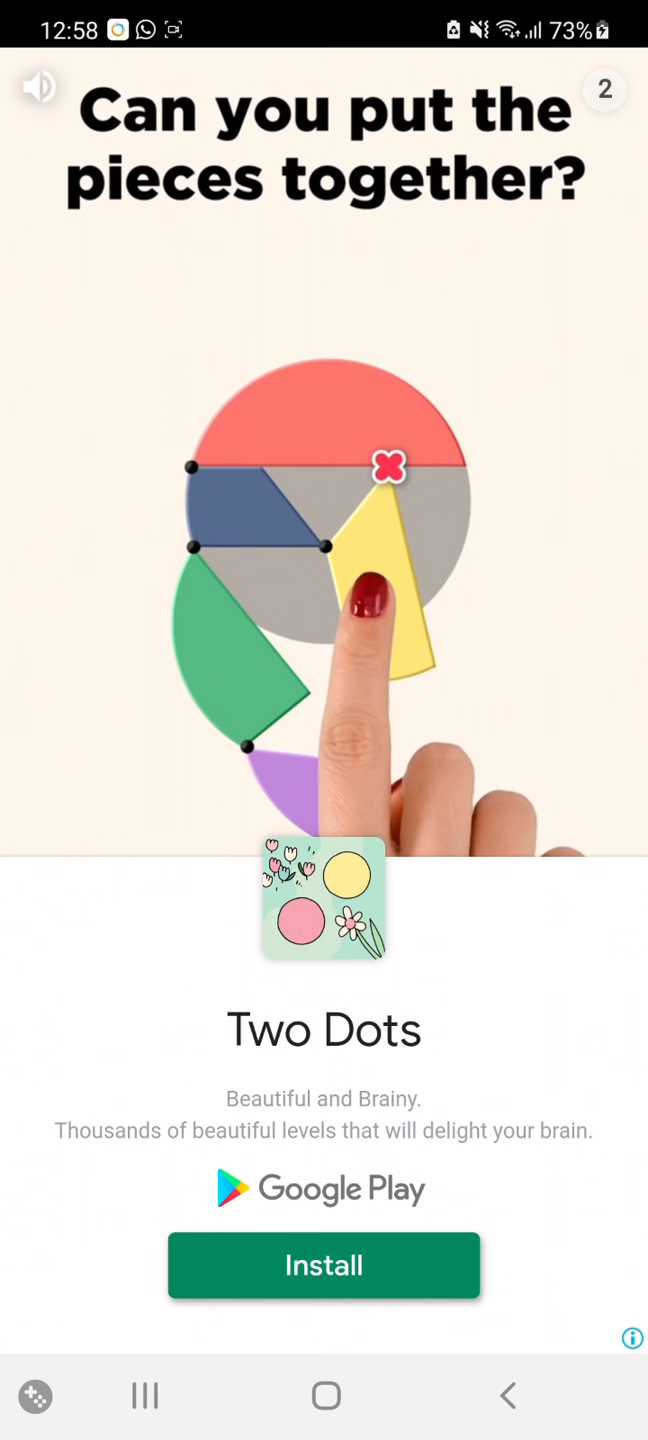 12:58
73%
2
Can you put the
pieces together?
Two Dots
Beautiful and Brainy.
Thousands of beautiful levels that will delight your brain.
Google Play
Install